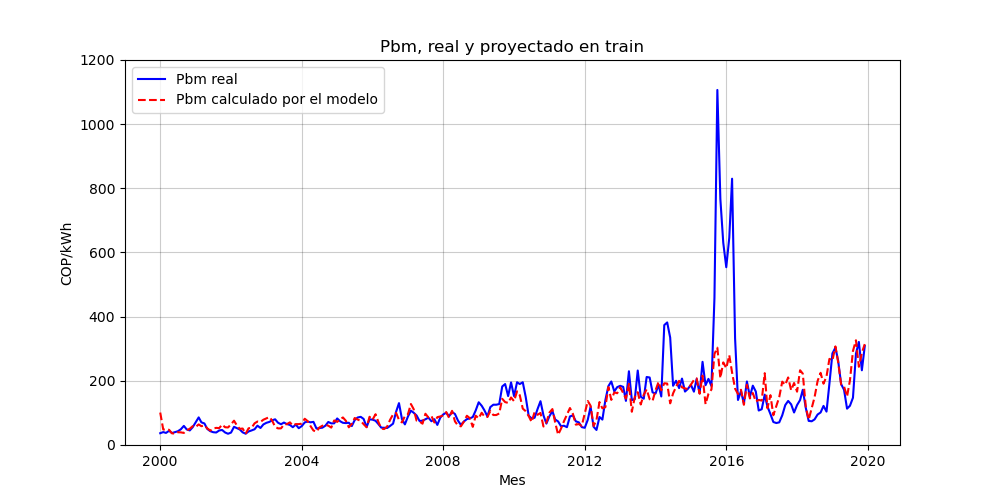 Pbm, real y proyectado en train
Pbm real
Pbm calculado por el modelo
COP/kWh
1200
1000
800
600
400
200
0
2000 2004 2008 2012 2016 2020
Mes